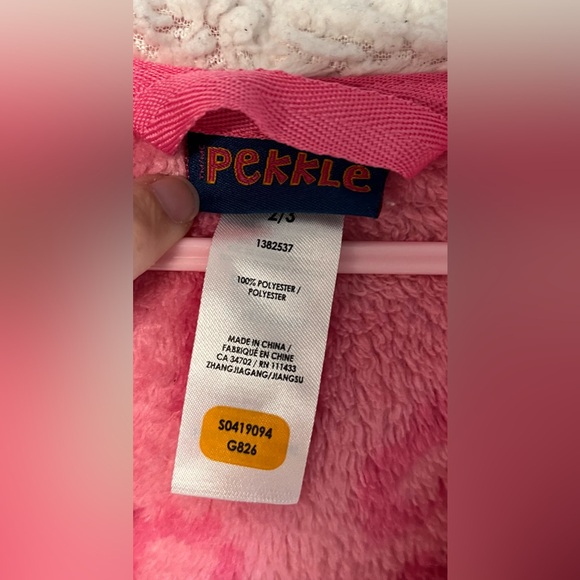 PEKKLE
2/3
1382537
100% POLYESTER /
POLYESTER
MADE IN CHINA /
FABRIQUÉ EN CHINE
CA 34702 / RN 111433
ZHANGJIAGANG/JIANGSU
S0419094
G826